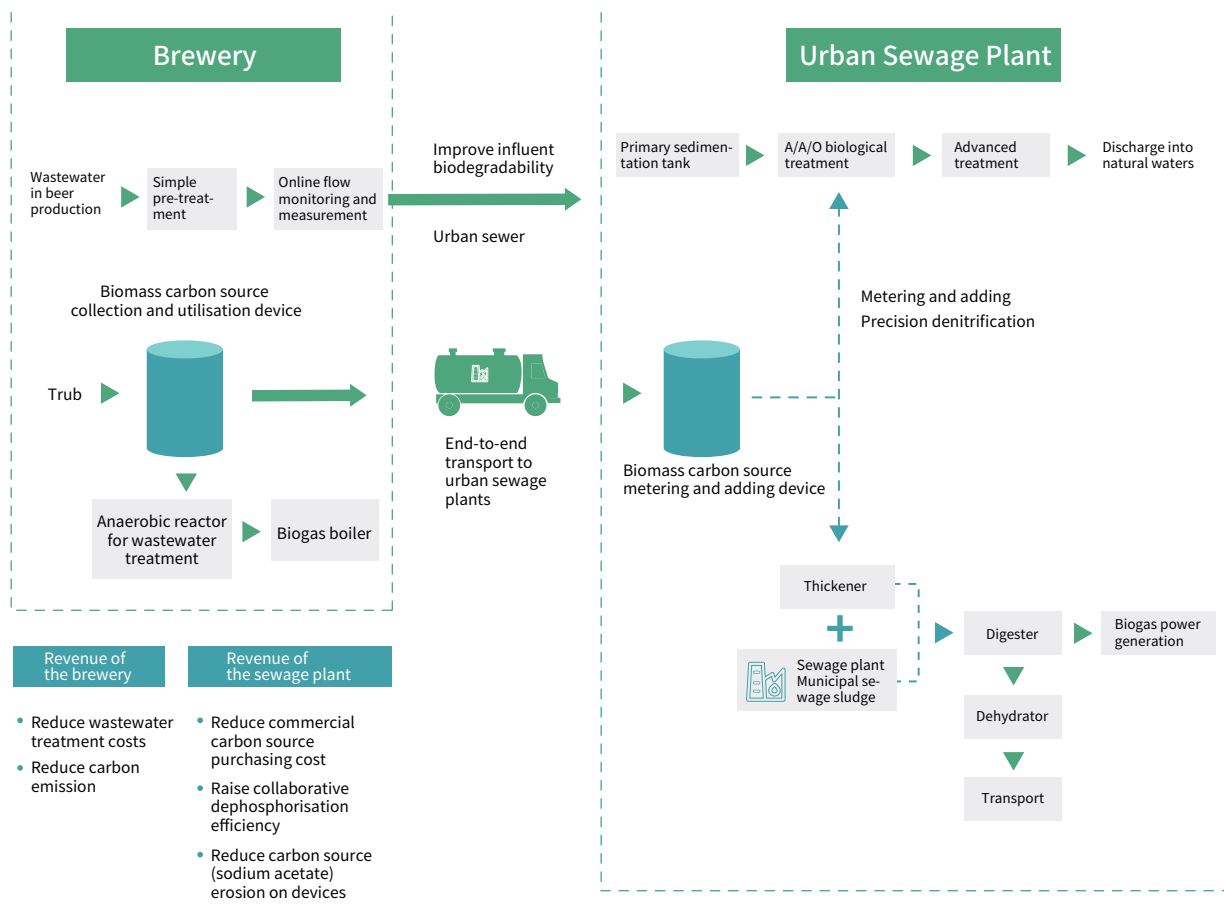 Brewery
Urban Sewage Plant
Wastewater
in beer
production
Simple
pre-treat-
ment
Online flow
monitoring and
measurement
Improve influent
biodegradability
Urban sewer
Primary sedimen-
tation tank
A/A/O biological
treatment
Advanced
treatment
Discharge into
natural waters
Biomass carbon source
collection and utilisation device
Trub
Anaerobic reactor
for wastewater
treatment
Biogas boiler
End-to-end
transport to
urban sewage
plants
Metering and adding
Precision denitrification
Biomass carbon source
metering and adding device
Thickener
Sewage plant
Municipal se-
wage sludge
Digester
Biogas power
generation
Dehydrator
Transport
Revenue of
the brewery
• Reduce wastewater
treatment costs
• Reduce carbon
emission
Revenue of
the sewage plant
• Reduce commercial
carbon source
purchasing cost
• Raise collaborative
dephosphorisation
efficiency
• Reduce carbon source
(sodium acetate)
erosion on devices